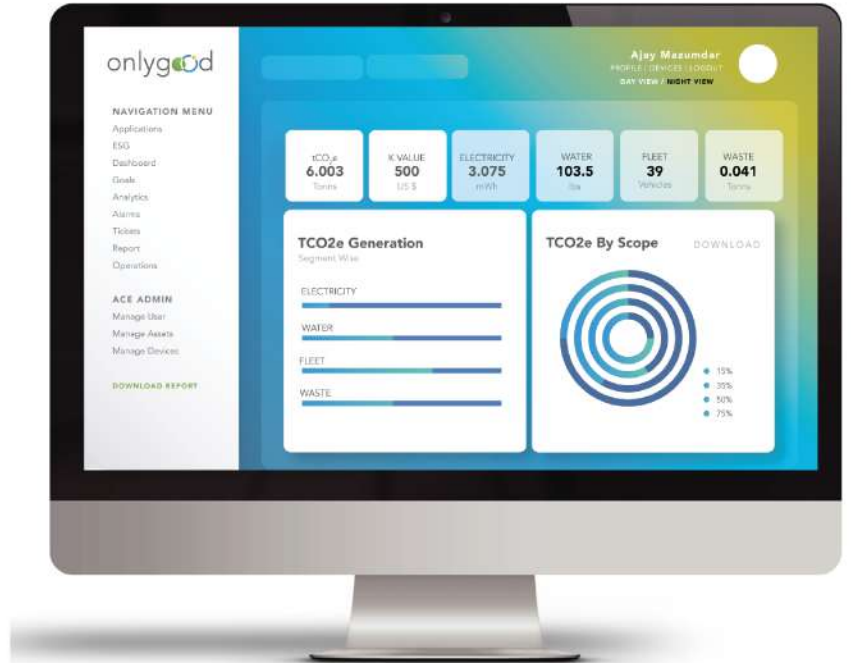 onlygood
NAVIGATION MENU
Applications
ESG
Dashboard
Goals
Analytics
Alarms
Tickets
Report
Operations
ACE ADMIN
Manage User
Manage Assets
Manage Devices
DOWNLOAD REPORT
Ajay Mazumdar
PROFILE / DEVICES / LOGOUT
DAY VIEW / NIGHT VIEW
tCO₂e
6.003
Tonns
K VALUE
500
US $
ELECTRICITY
3.075
mWh
WATER
103.5
FLEET
39
Vehicles
WASTE
0.041
Tonns
TCO2e Generation
Segment Wise
ELECTRICITY
WATER
FLEET
WASTE
TCO2e By Scope
DOWNLOAD
15%
35%
50%
75%